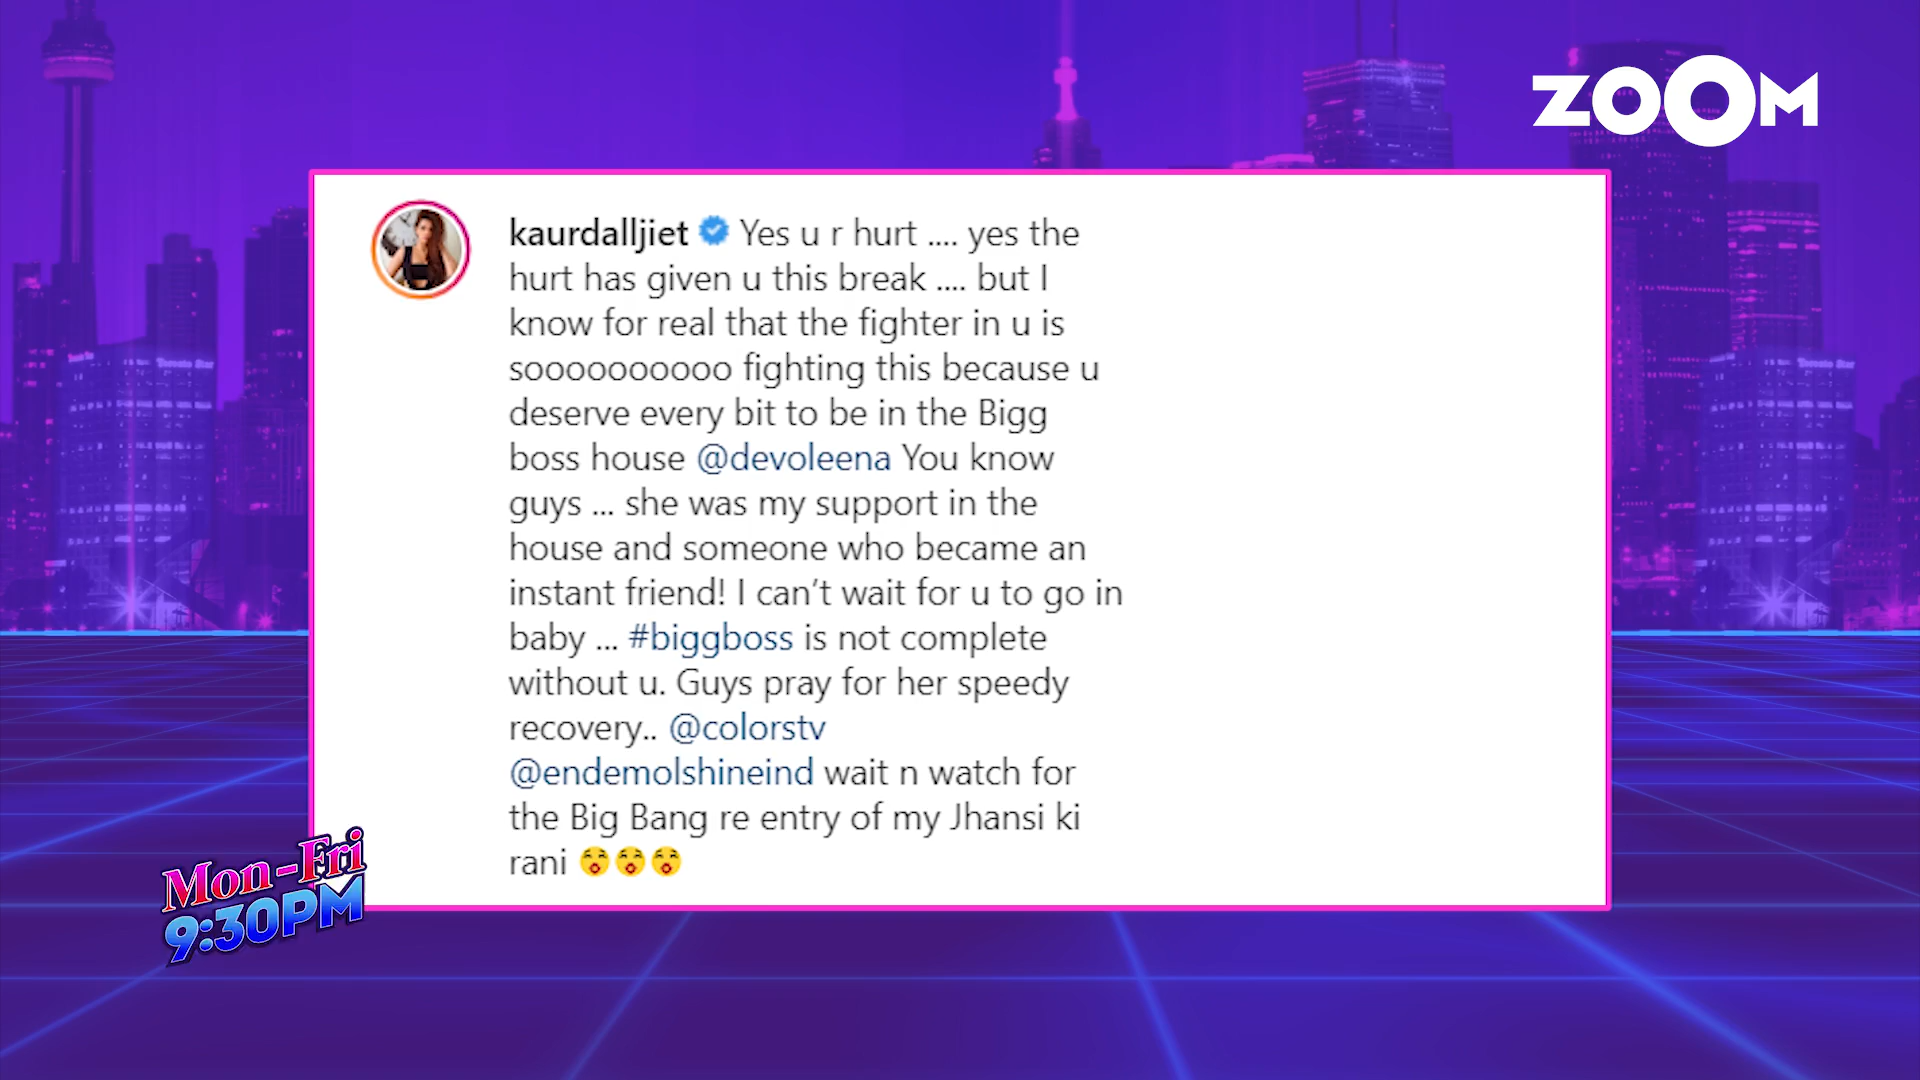 ZOOM
kaurdalljiet Yes u r hurt .... yes the
hurt has given u this break .... but I
know for real that the fighter in u is
sooooooooooo fighting this because u
deserve every bit to be in the Bigg
boss house @devoleena You know
guys ... she was my support in the
house and someone who became an
instant friend! I can’t wait for u to go in
baby ... #biggboss is not complete
without u. Guys pray for her speedy
recovery.. @colorstv
@endemolshineind wait n watch for
the Big Bang re entry of my Jhansi ki
rani 😲😲😲
Mon-Fri
9:30PM
Toronto Star
Toronto Star